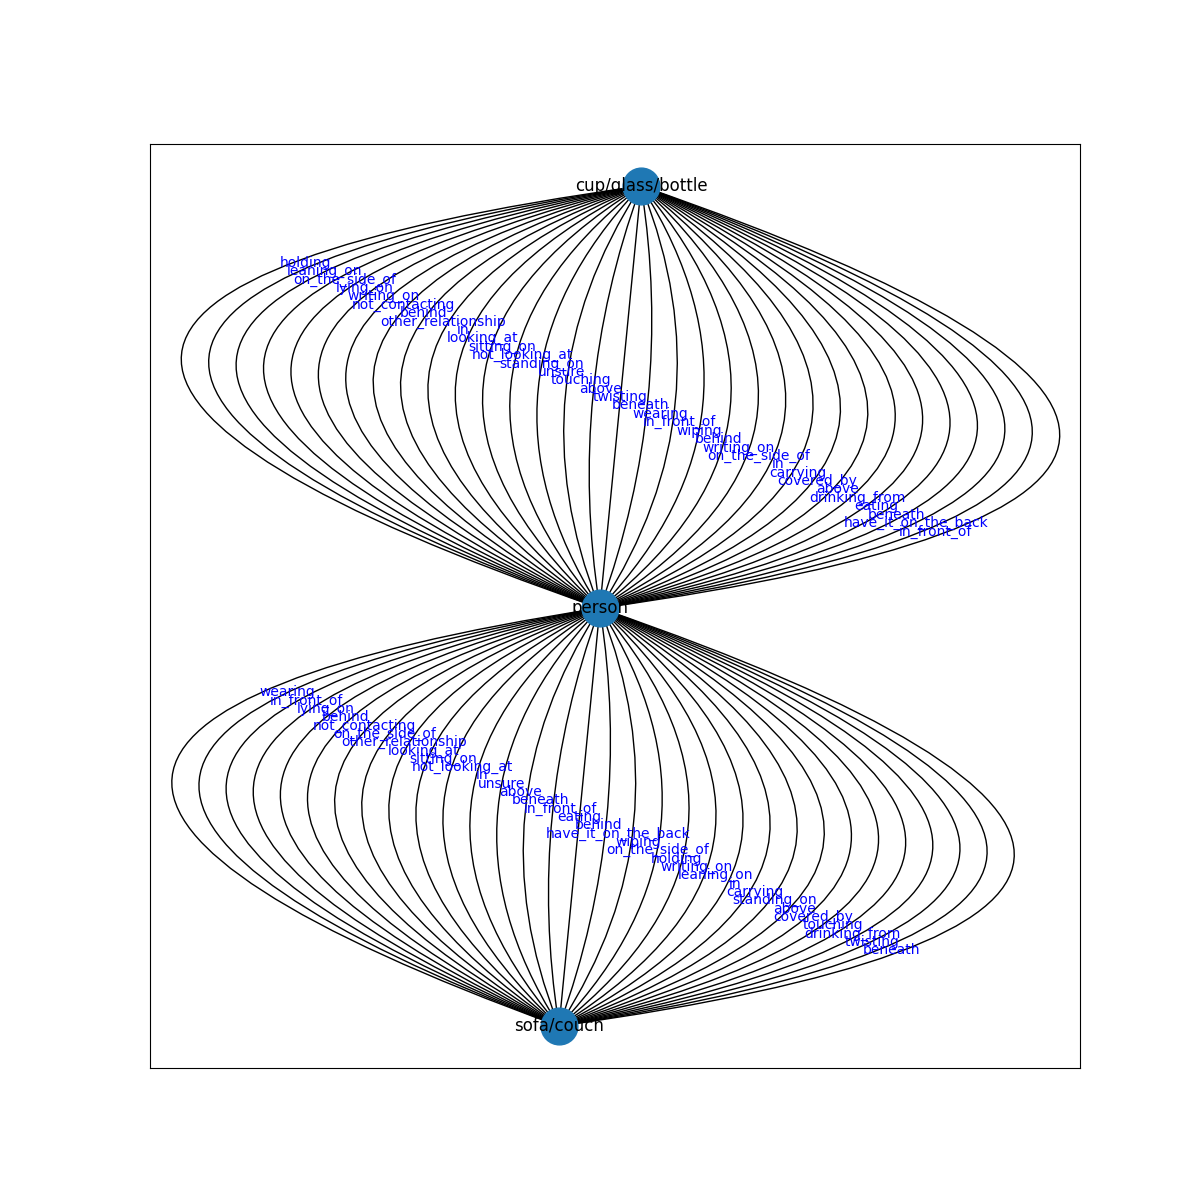 cup/glass/bottle
holding
leaning_on
on_the_side_of
lying_on
writing_on
not_contacting
behind
other_relationship
in
looking_at
sitting_on
not_looking_at
standing_on
unsure
touching
above
twisting
beneath
wearing
in_front_of
wiping
behind
writing_on
on_the_side_of
in
carrying
covered_by
above
drinking_from
eating
beneath
have_it_on_the_back
in_front_of
person
wearing
in_front_of
lying_on
behind
not_contacting
on_the_side_of
other_relationship
looking_at
sitting_on
not_looking_at
in
unsure
above
beneath
in_front_of
eating
behind
have_it_on_the_back
wiping
on_the_side_of
holding
writing_on
leaning_on
in
carrying
standing_on
above
covered_by
touching
drinking_from
twisting
beneath
sofa/couch